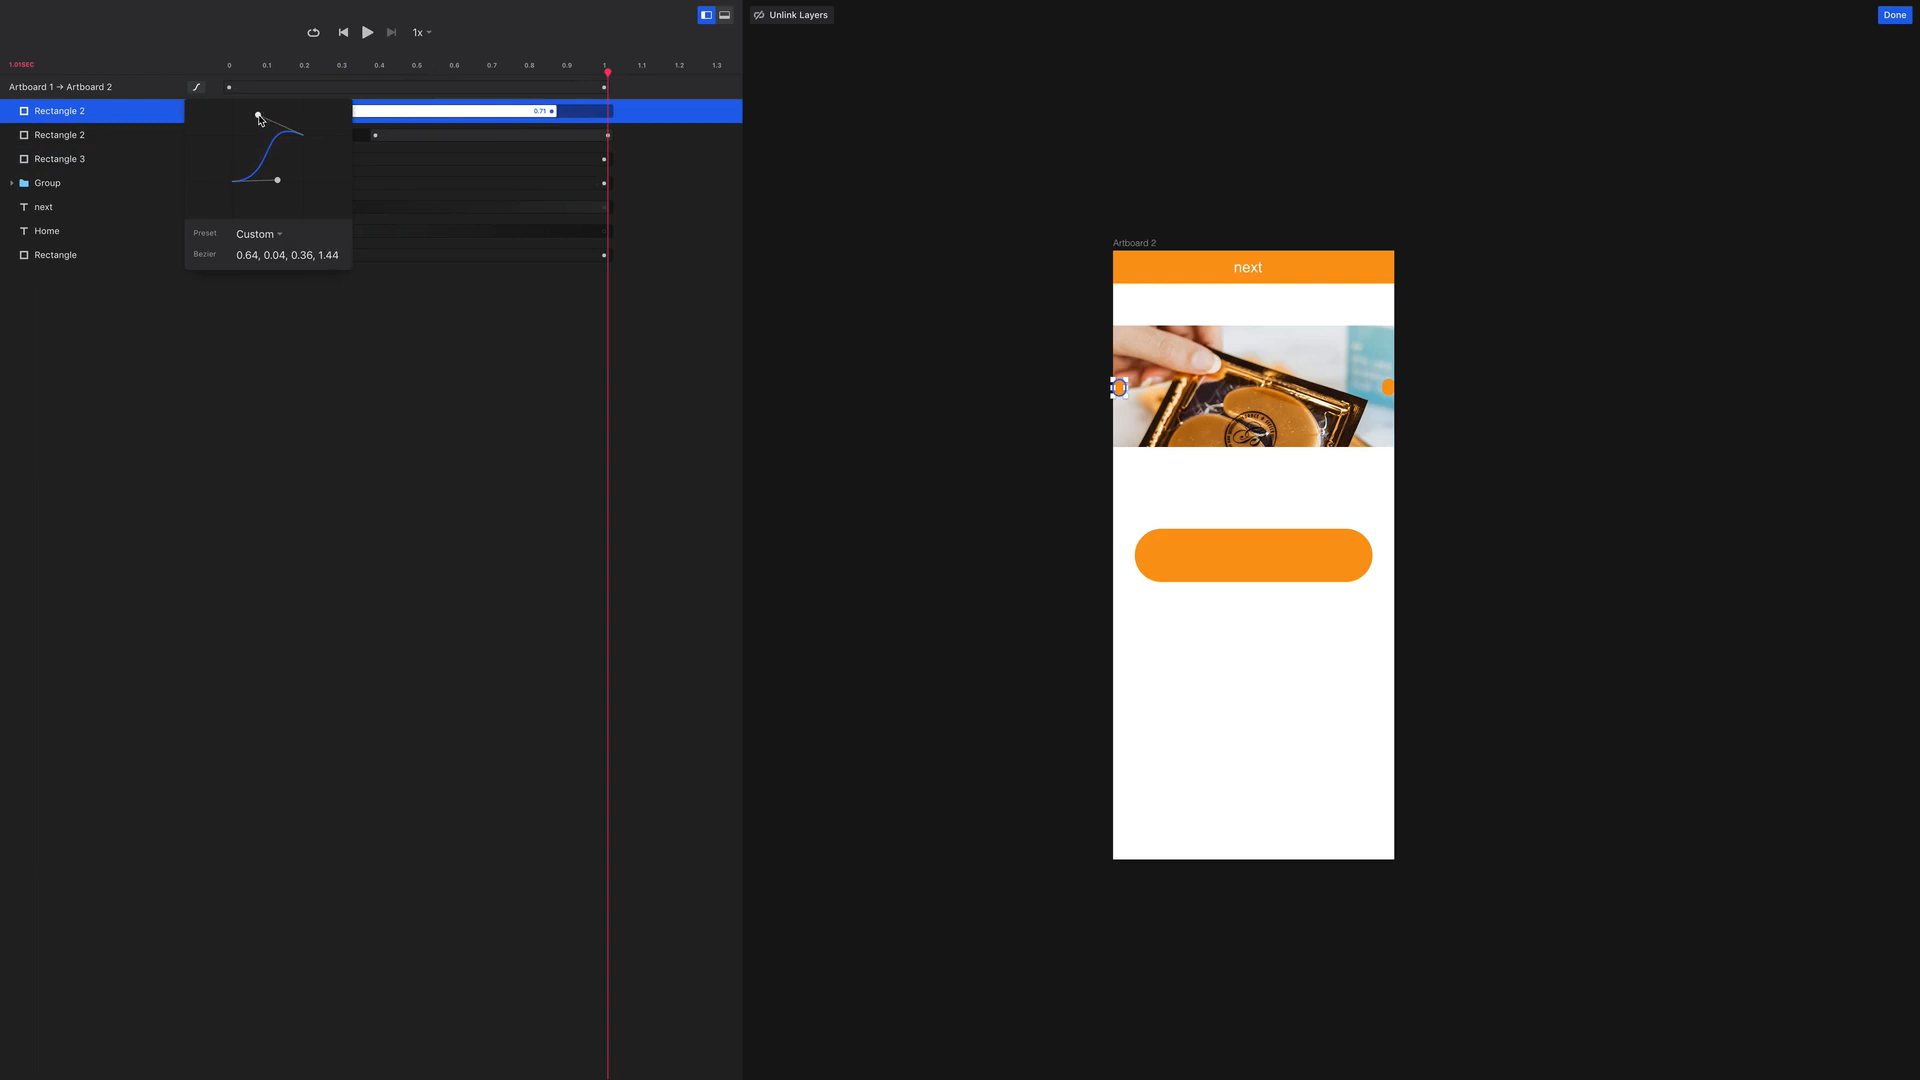 Unlink Layers
Done
1x
1.01SEC
0 0.1 0.2 0.3 0.4 0.5 0.6 0.7 0.8 0.9 1 1.1 1.2 1.3
Artboard 1 → Artboard 2
Rectangle 2
0.71
Rectangle 2
Rectangle 3
Group
next
Home
Rectangle
Preset Custom
Bezier 0.64, 0.04, 0.36, 1.44
Artboard 2
next